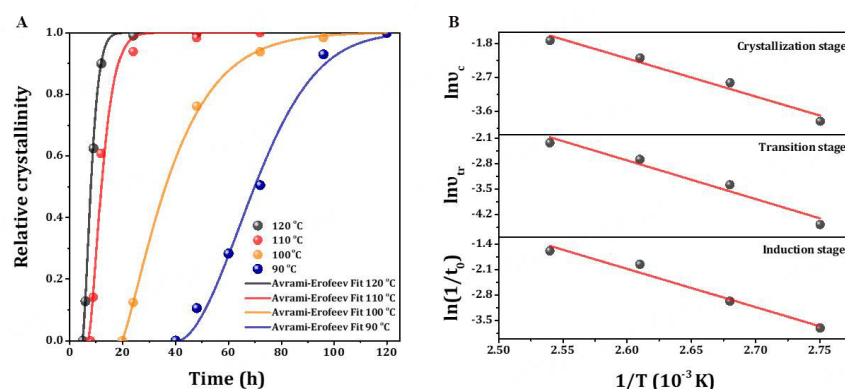 A
Relative crystallinity
1.0
0.8
0.6
0.4
0.2
0.0
120 °C
110 °C
100°C
90 °C
Avrami-Erofeev Fit 120 °C
Avrami-Erofeev Fit 110 °C
Avrami-Erofeev Fit 100 °C
Avrami-Erofeev Fit 90 °C
0 20 40 60 80 100 120
Time (h)
B
lnυc
-1.8
-2.7
-3.6
Crystallization stage
lnυtr
-2.1
-2.8
-3.5
-4.2
Transition stage
ln(1/t0)
-1.4
-2.1
-2.8
-3.5
Induction stage
2.50 2.55 2.60 2.65 2.70 2.75
1/T (10-3 K)